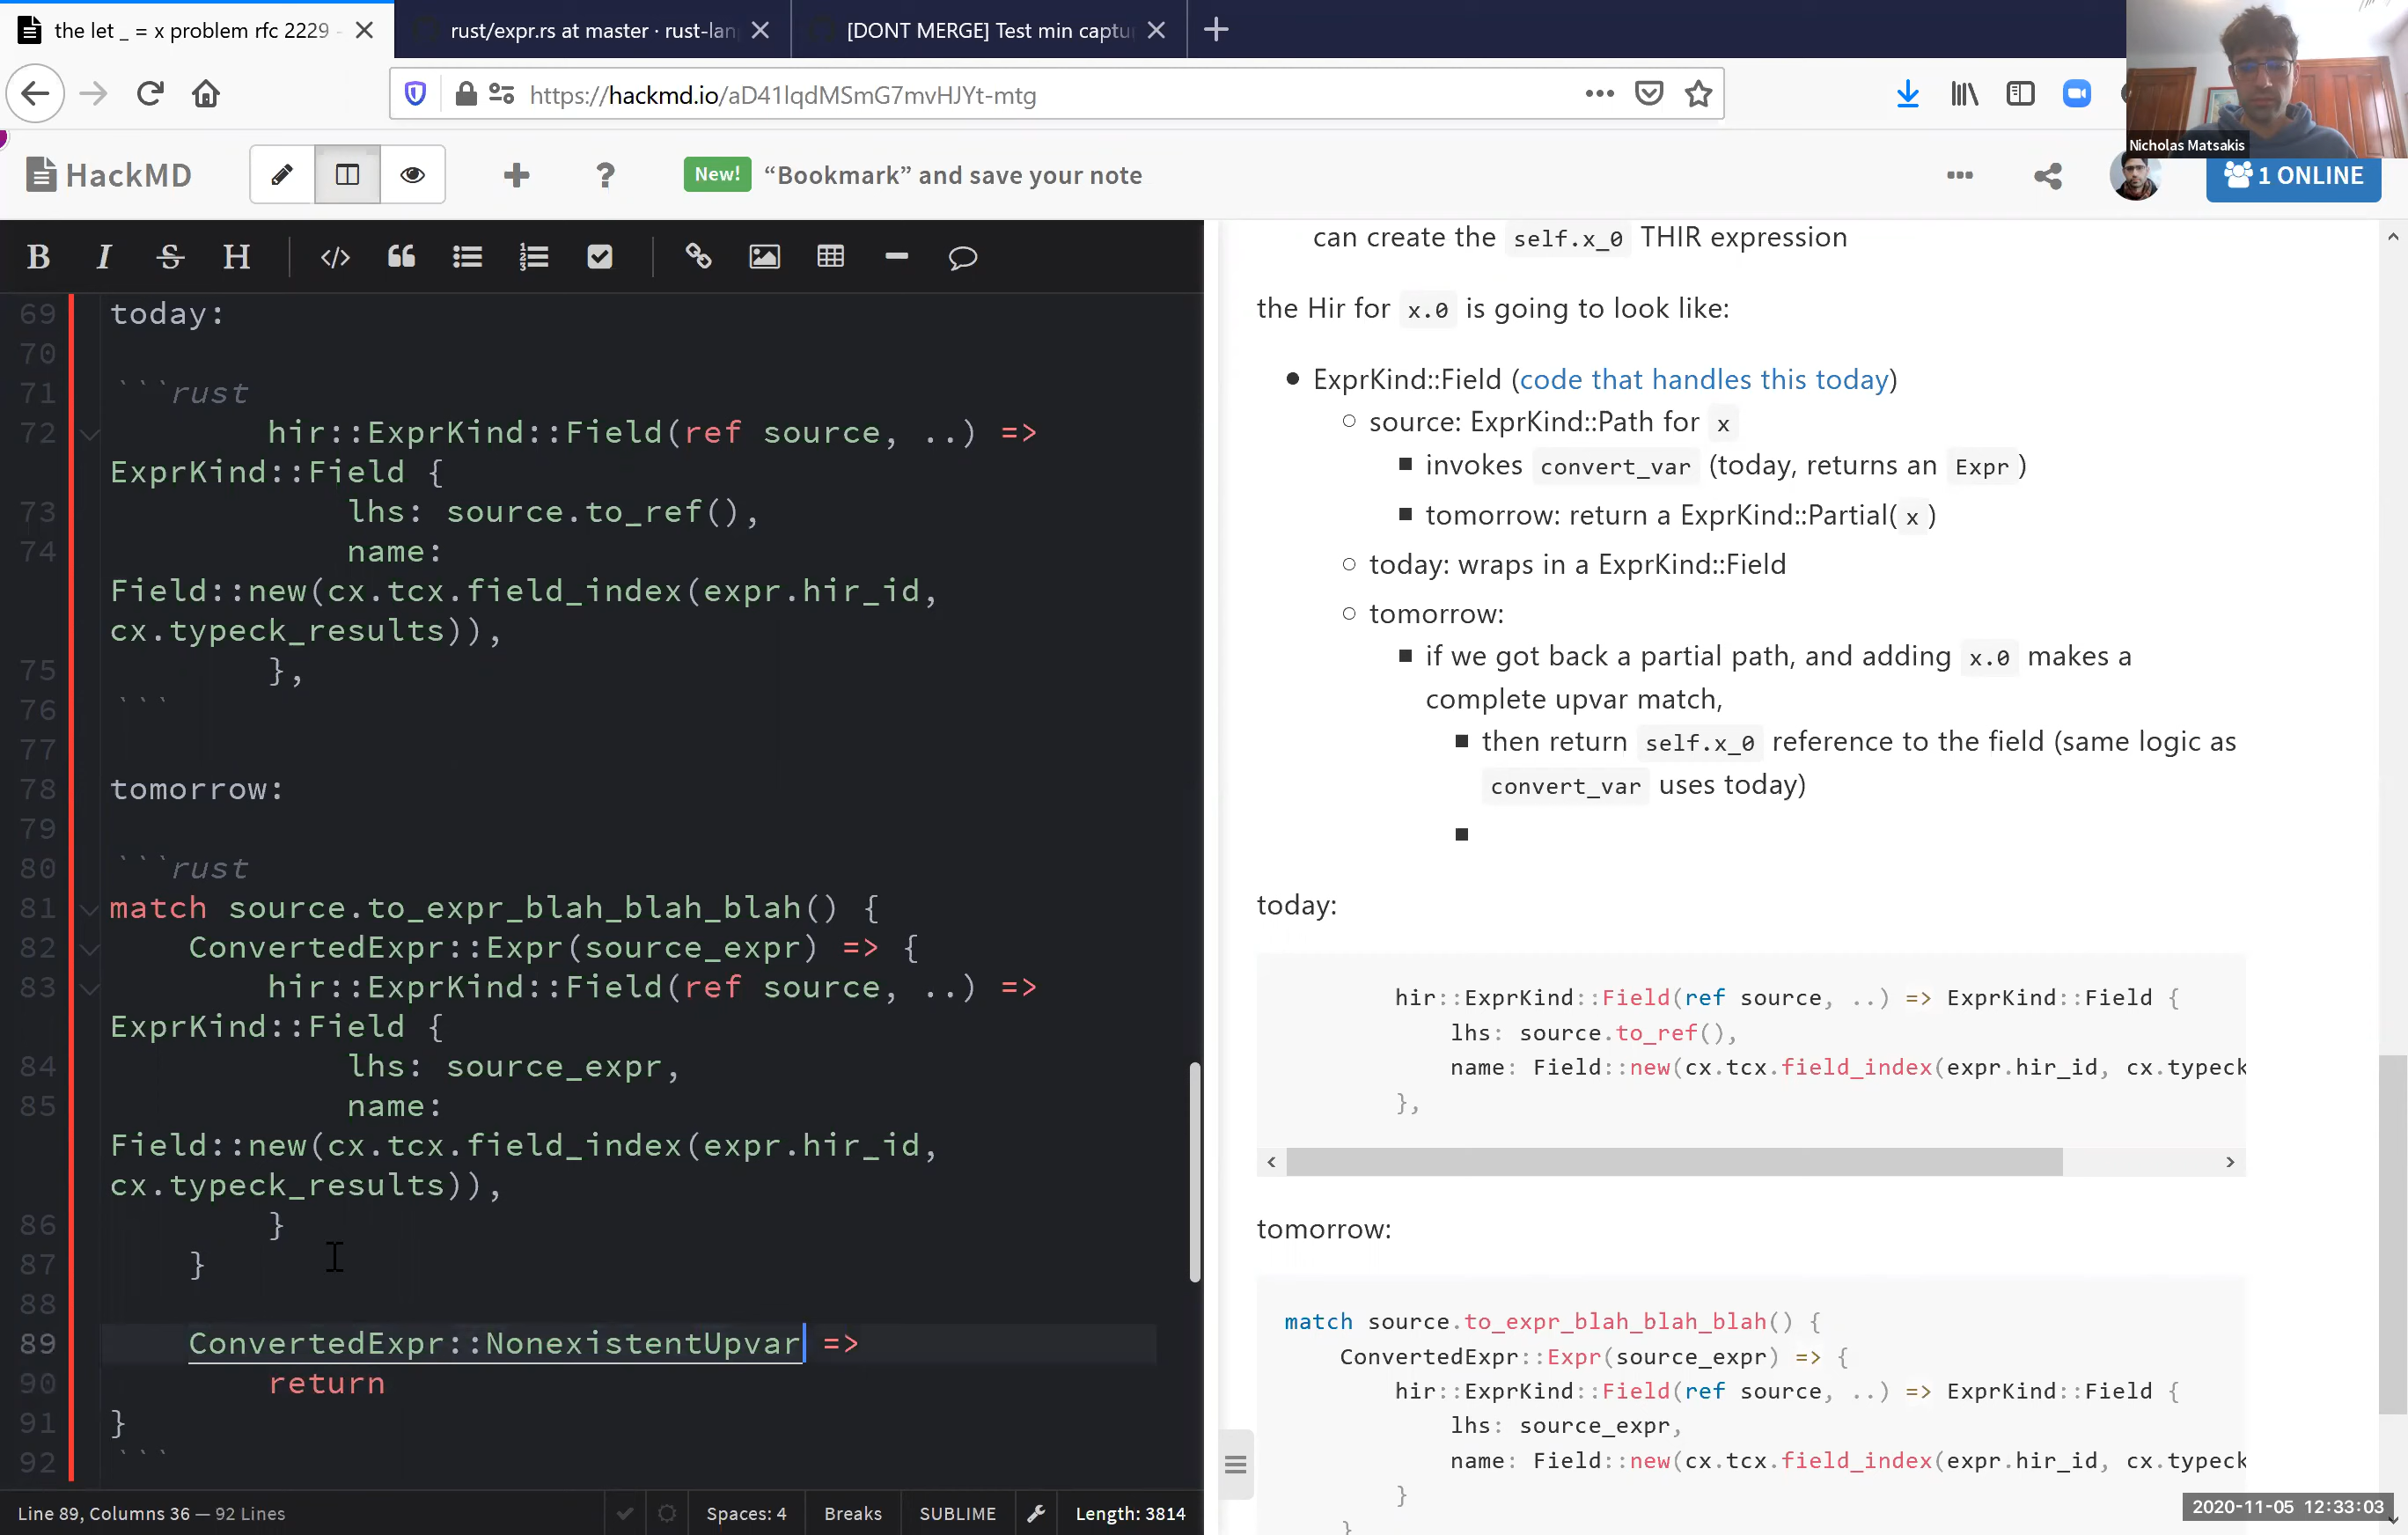 the let _ = x problem rfc 2229 -
rust/expr.rs at master · rust-lan
[DONT MERGE] Test min captu
https://hackmd.io/aD41lqdMSmG7mvHJYt-mtg
Nicholas Matsakis
HackMD
New! “Bookmark” and save your note
1 ONLINE
B I S H
69 today:
70
71 ```rust
72 hir::ExprKind::Field(ref source, ..) =>
ExprKind::Field {
73 lhs: source.to_ref(),
74 name:
Field::new(cx.tcx.field_index(expr.hir_id,
cx.typeck_results)),
75 },
76 ```
77
78 tomorrow:
79
80 ```rust
81 match source.to_expr_blah_blah_blah() {
82 ConvertedExpr::Expr(source_expr) => {
83 hir::ExprKind::Field(ref source, ..) =>
ExprKind::Field {
84 lhs: source_expr,
85 name:
Field::new(cx.tcx.field_index(expr.hir_id,
cx.typeck_results)),
86 }
87 }
88
89 ConvertedExpr::NonexistentUpvar =>
90 return
91 }
92 ```
Line 89, Columns 36 — 92 Lines
Spaces: 4
Breaks
SUBLIME
Length: 3814
can create the self.x_0 THIR expression
the Hir for x.0 is going to look like:
ExprKind::Field (code that handles this today)
source: ExprKind::Path for x
invokes convert_var (today, returns an Expr)
tomorrow: return a ExprKind::Partial(x)
today: wraps in a ExprKind::Field
tomorrow:
if we got back a partial path, and adding x.0 makes a
complete upvar match,
then return self.x_0 reference to the field (same logic as
convert_var uses today)
today:
hir::ExprKind::Field(ref source, ..) => ExprKind::Field {
lhs: source.to_ref(),
name: Field::new(cx.tcx.field_index(expr.hir_id, cx.typeck
},
tomorrow:
match source.to_expr_blah_blah_blah() {
ConvertedExpr::Expr(source_expr) => {
hir::ExprKind::Field(ref source, ..) => ExprKind::Field {
lhs: source_expr,
name: Field::new(cx.tcx.field_index(expr.hir_id, cx.typeck
}
}
2020-11-05 12:33:03